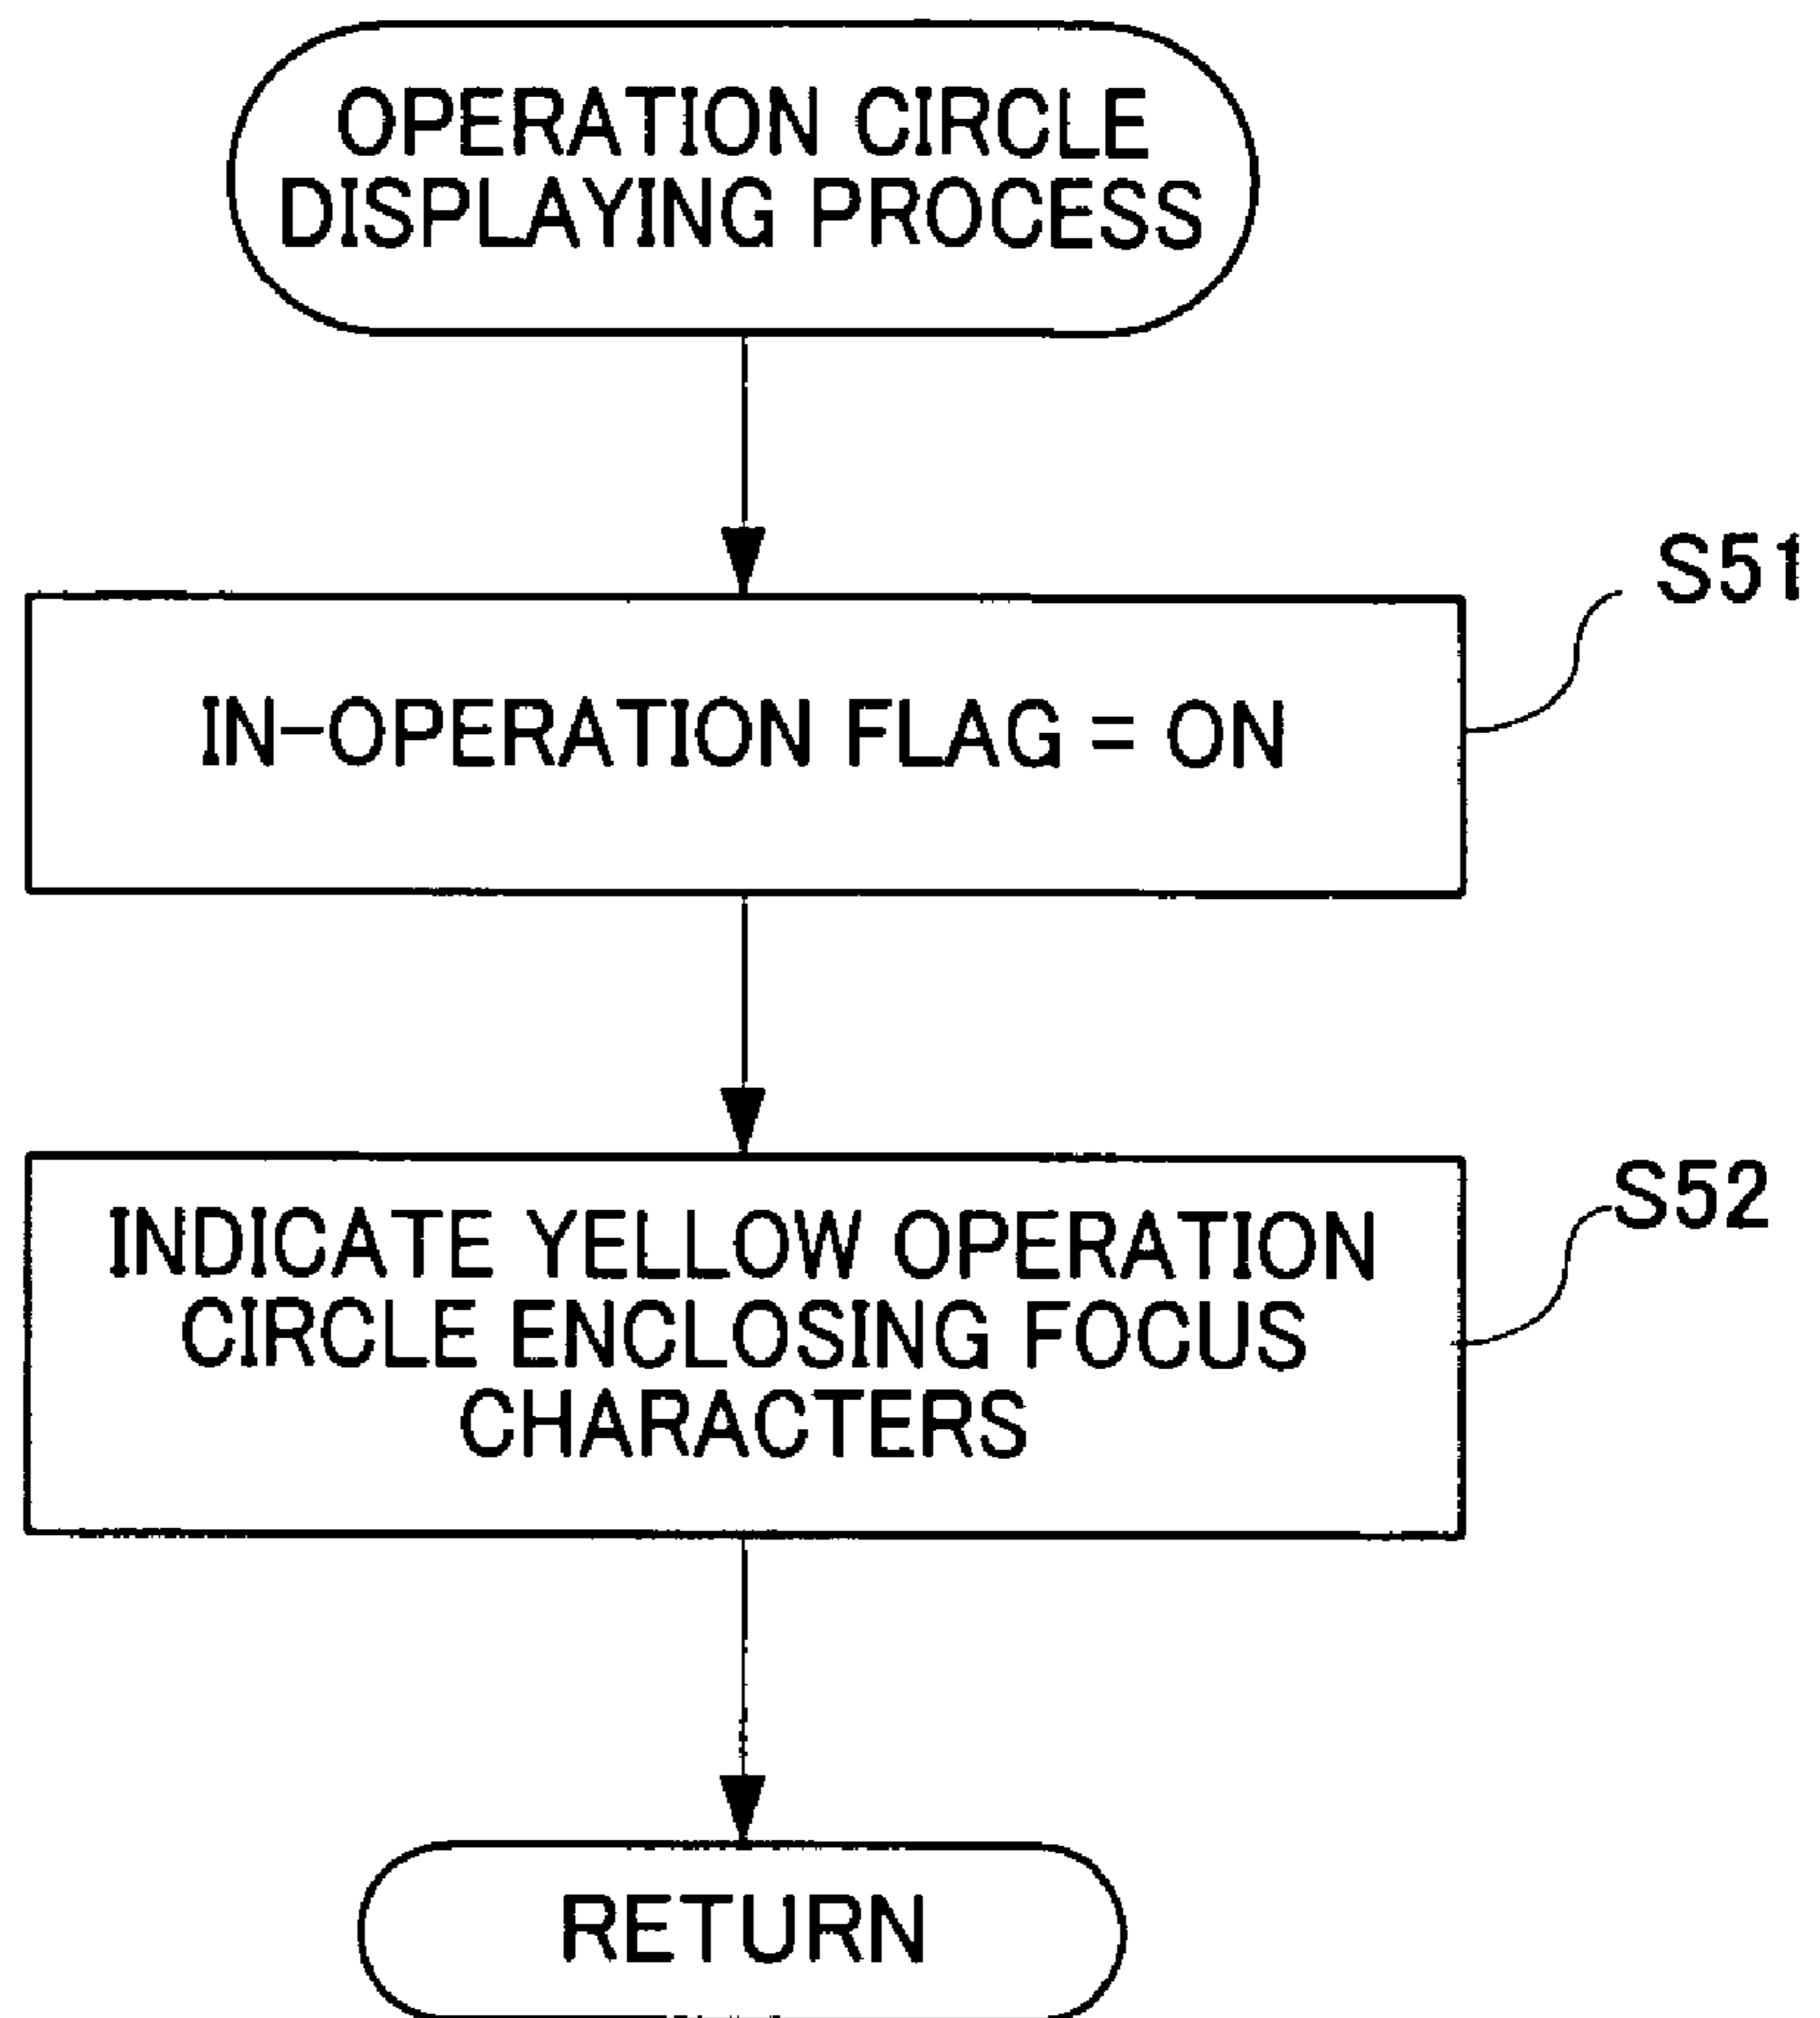 OPERATION CIRCLE
DISPLAYING PROCESS
S51
IN-OPERATION FLAG = ON
S52
INDICATE YELLOW OPERATION
CIRCLE ENCLOSING FOCUS
CHARACTERS
RETURN